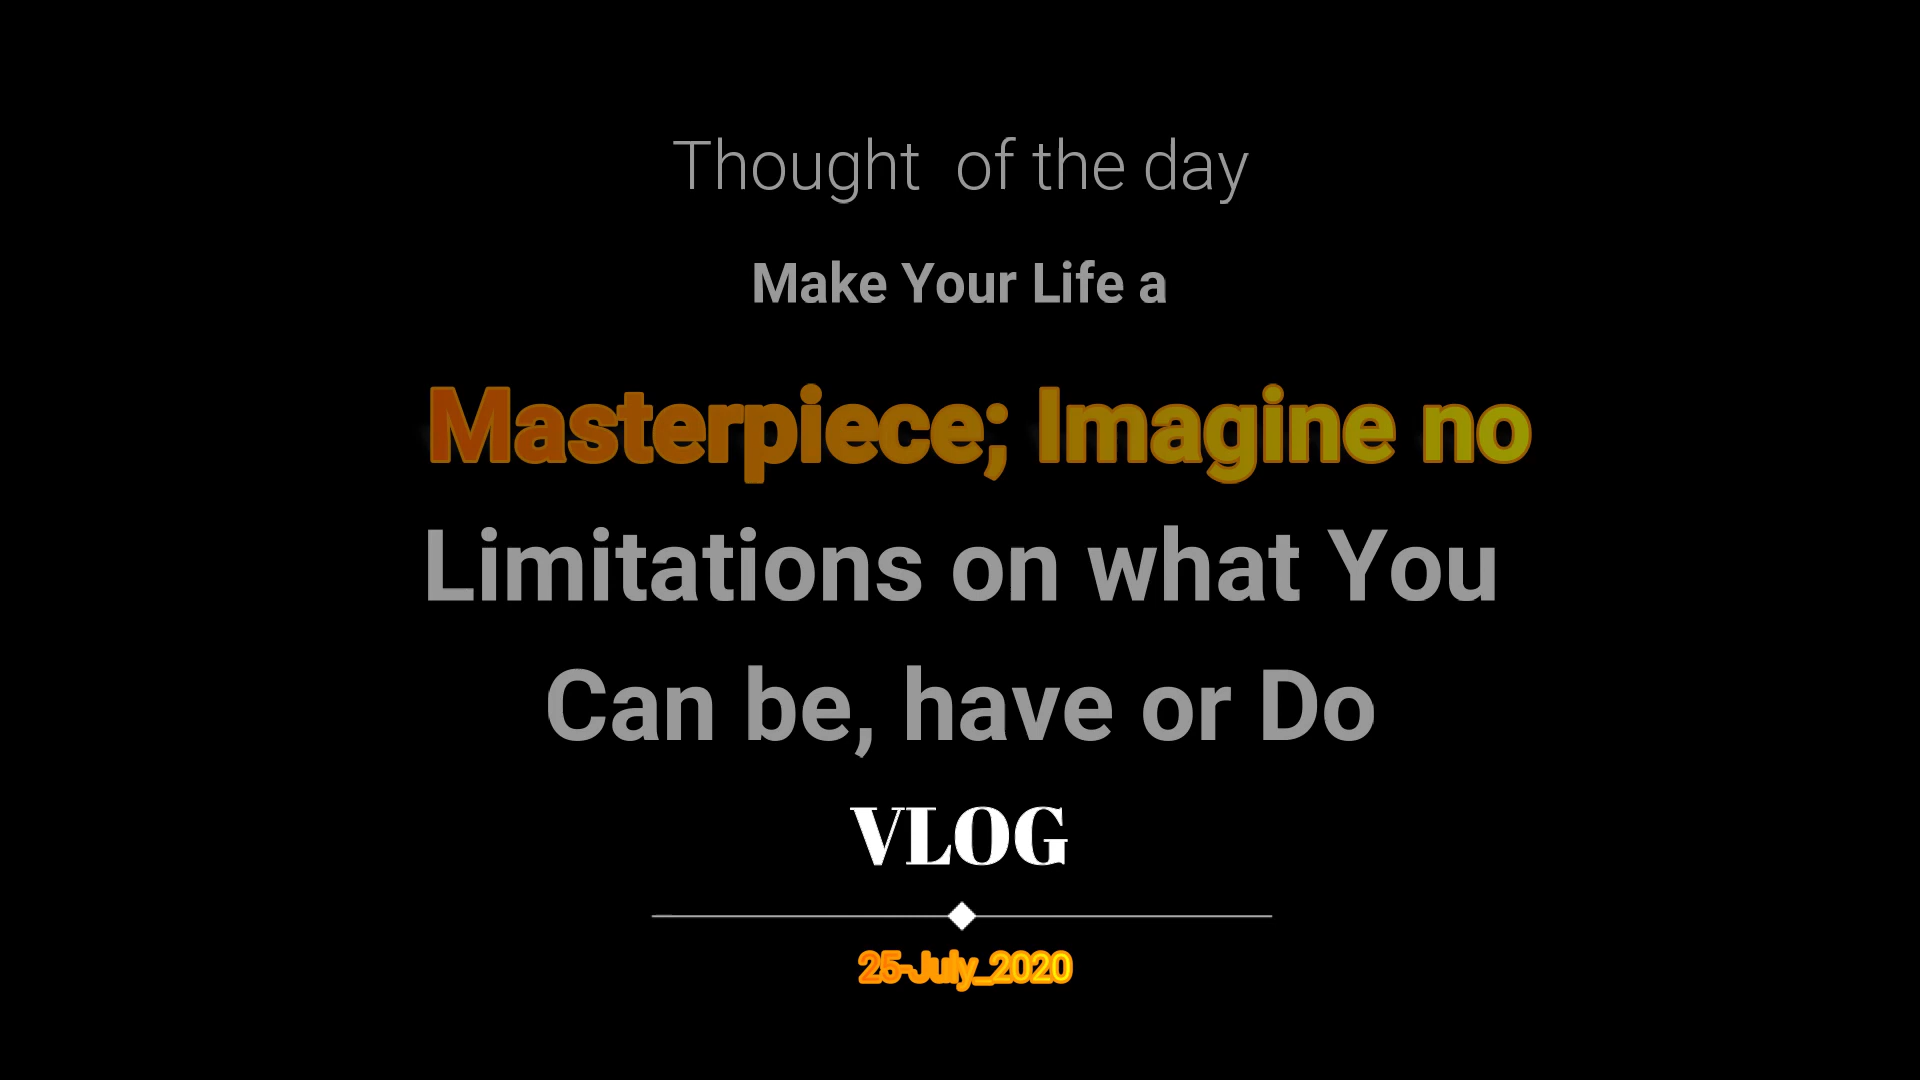 Thought  of the day
Make Your Life a
Masterpiece; Imagine no
Limitations on what You
Can be, have or Do
VLOG
25-July_2020